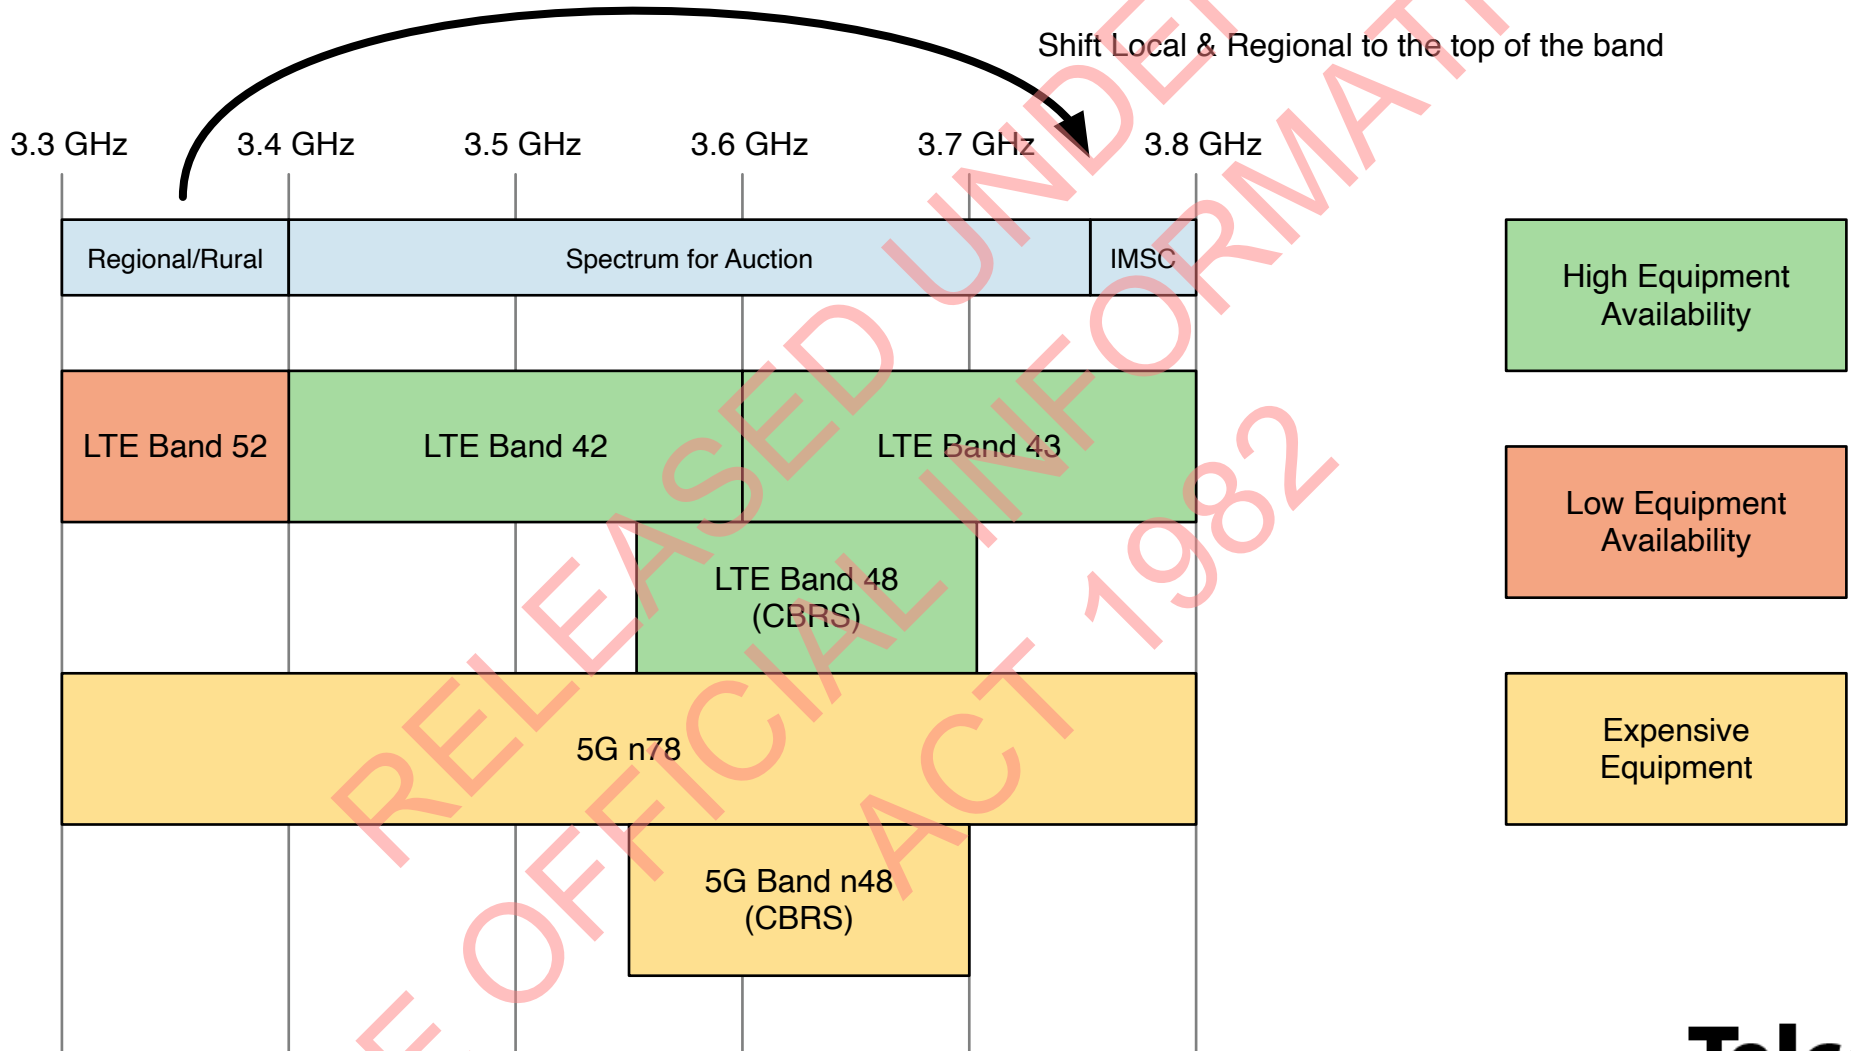 Shift Local & Regional to the top of the band
3.3 GHz
3.4 GHz
3.5 GHz
3.6 GHz
3.7 GHz
3.8 GHz
Regional/Rural
Spectrum for Auction
IMSC
High Equipment
Availability
LTE Band 52
LTE Band 42
LTE Band 43
Low Equipment
Availability
LTE Band 48
(CBRS)
5G n78
Expensive
Equipment
5G Band n48
(CBRS)
RELEASED UNDER
OFFICIAL
ACT 1982